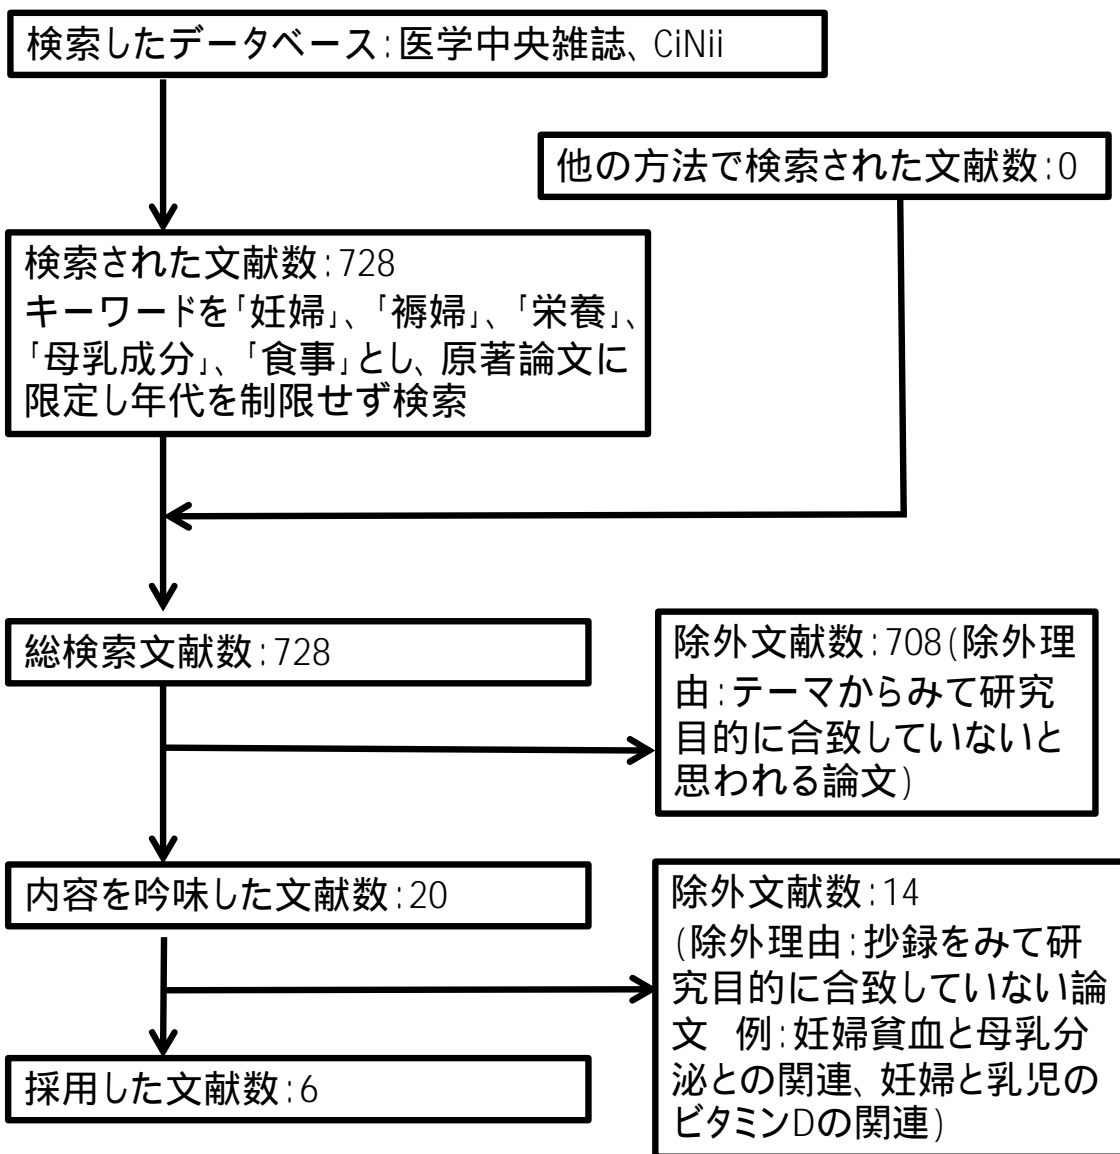 検索したデータベース:医学中央雑誌、CiNii
他の方法で検索された文献数:0
検索された文献数:728
キーワードを「妊婦」、「褥婦」、「栄養」、
「母乳成分」、「食事」とし、原著論文に
限定し年代を制限せず検索
総検索文献数:728
除外文献数:708(除外理
由:テーマからみて研究
目的に合致していないと
思われる論文)
内容を吟味した文献数:20
除外文献数:14
(除外理由:抄録をみて研
究目的に合致していない論
文 例:妊婦貧血と母乳分
泌との関連、妊婦と乳児の
ビタミンDの関連)
採用した文献数:6